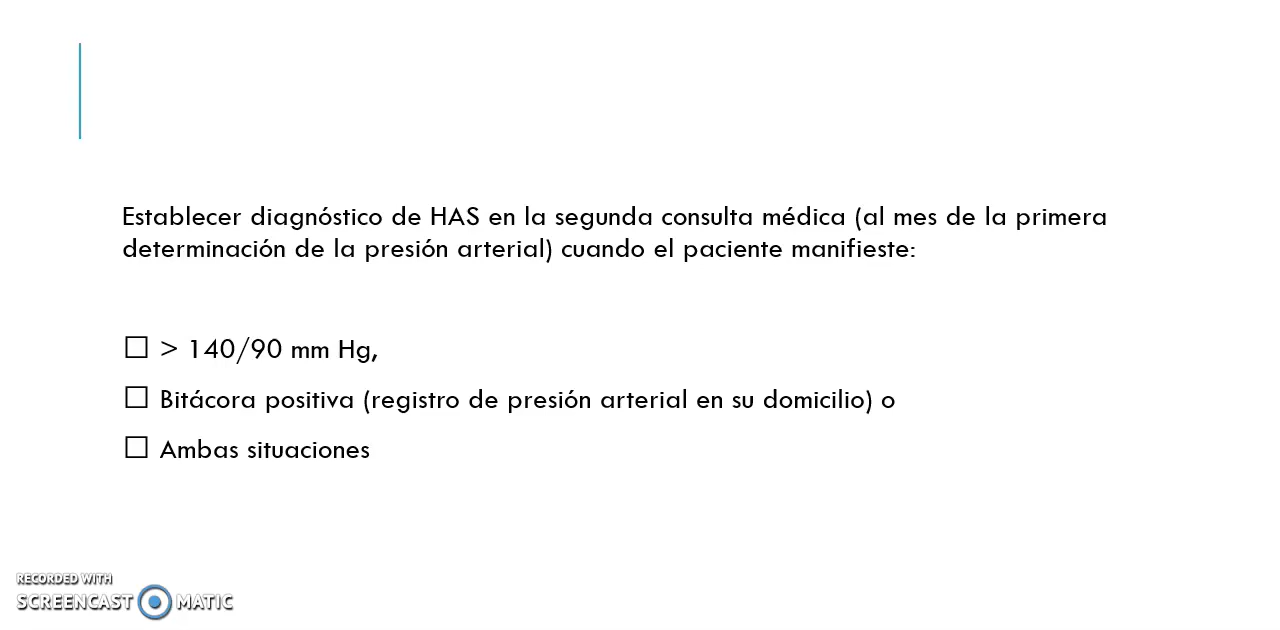 Establecer diagnóstico de HAS en la segunda consulta médica (al mes de la primera
determinación de la presión arterial) cuando el paciente manifieste:
☐ > 140/90 mm Hg,
☐ Bitácora positiva (registro de presión arterial en su domicilio) o
☐ Ambas situaciones
RECORDED WITH
SCREENCAST MATIC